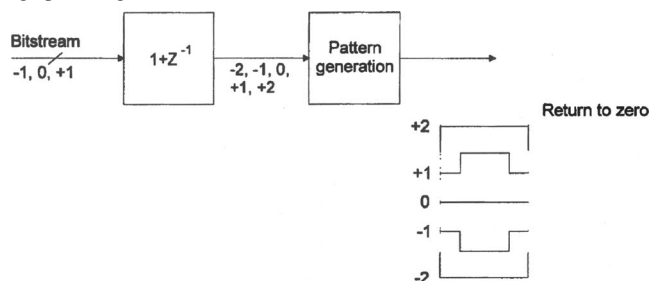 Bitstream
-1, 0, +1
1+Z^-1
-2, -1, 0,
+1, +2
Pattern
generation
Return to zero
+2
+1
0
-1
-2